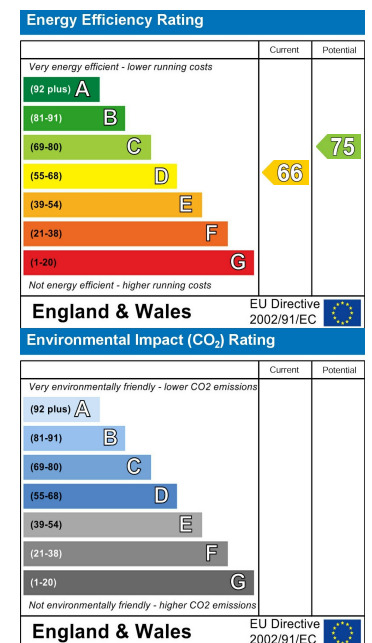 Energy Efficiency Rating
Current Potential
Very energy efficient - lower running costs
(92 plus) A
(81-91) B
(69-80) C
75
(55-68) D
66
(39-54) E
(21-38) F
(1-20) G
Not energy efficient - higher running costs
England & Wales
EU Directive
2002/91/EC
Environmental Impact (CO₂) Rating
Current Potential
Very environmentally friendly - lower CO2 emissions
(92 plus) A
(81-91) B
(69-80) C
(55-68) D
(39-54) E
(21-38) F
(1-20) G
Not environmentally friendly - higher CO2 emissions
England & Wales
EU Directive
2002/91/EC